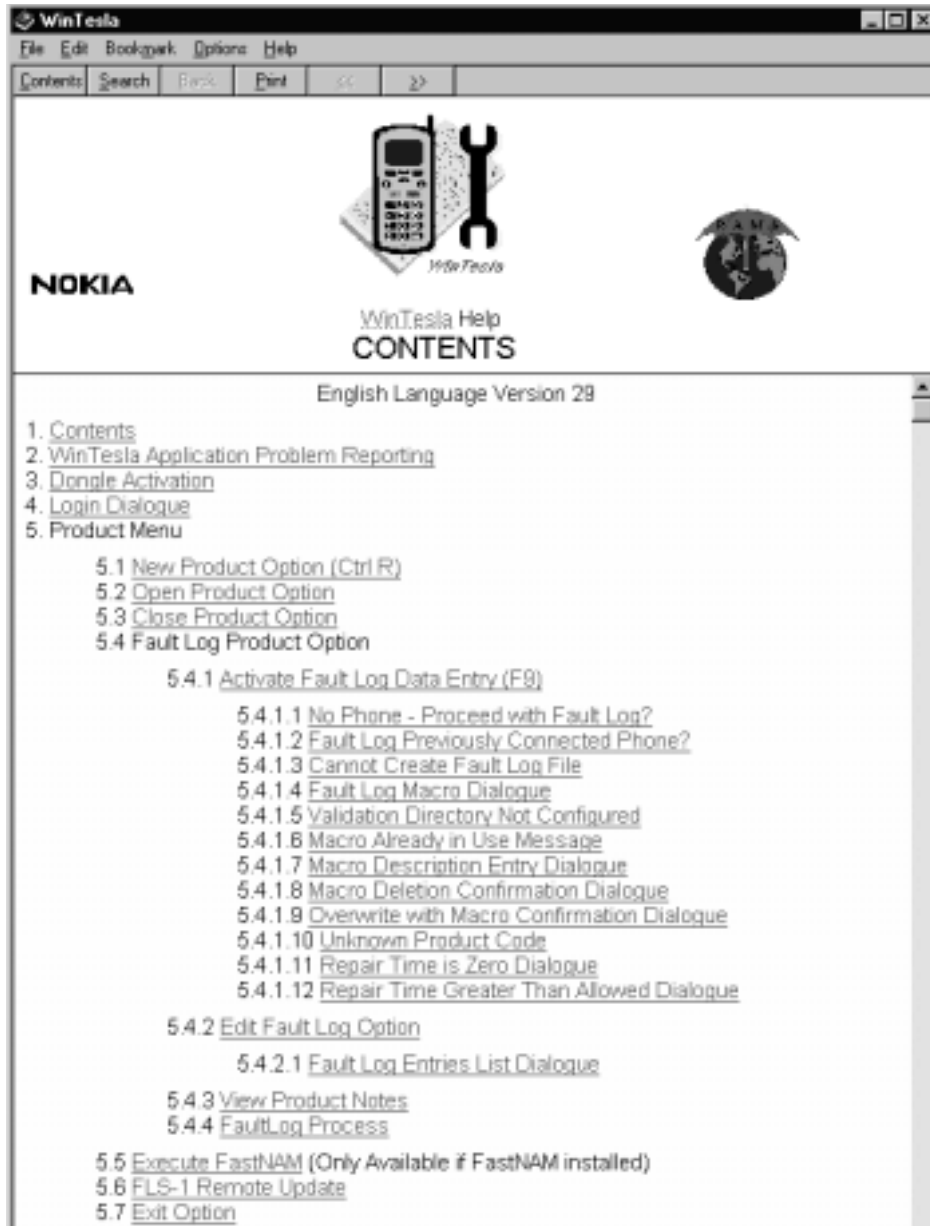 WinTesla
File Edit Bookmark Options Help
Contents Search Back Print << >>
WinTesla
PAMS
NOKIA
WinTesla Help
CONTENTS
English Language Version 29
1. Contents
2. WinTesla Application Problem Reporting
3. Dongle Activation
4. Login Dialogue
5. Product Menu
5.1 New Product Option (Ctrl R)
5.2 Open Product Option
5.3 Close Product Option
5.4 Fault Log Product Option
5.4.1 Activate Fault Log Data Entry (F9)
5.4.1.1 No Phone - Proceed with Fault Log?
5.4.1.2 Fault Log Previously Connected Phone?
5.4.1.3 Cannot Create Fault Log File
5.4.1.4 Fault Log Macro Dialogue
5.4.1.5 Validation Directory Not Configured
5.4.1.6 Macro Already in Use Message
5.4.1.7 Macro Description Entry Dialogue
5.4.1.8 Macro Deletion Confirmation Dialogue
5.4.1.9 Overwrite with Macro Confirmation Dialogue
5.4.1.10 Unknown Product Code
5.4.1.11 Repair Time is Zero Dialogue
5.4.1.12 Repair Time Greater Than Allowed Dialogue
5.4.2 Edit Fault Log Option
5.4.2.1 Fault Log Entries List Dialogue
5.4.3 View Product Notes
5.4.4 FaultLog Process
5.5 Execute FastNAM (Only Available if FastNAM installed)
5.6 FLS-1 Remote Update
5.7 Exit Option